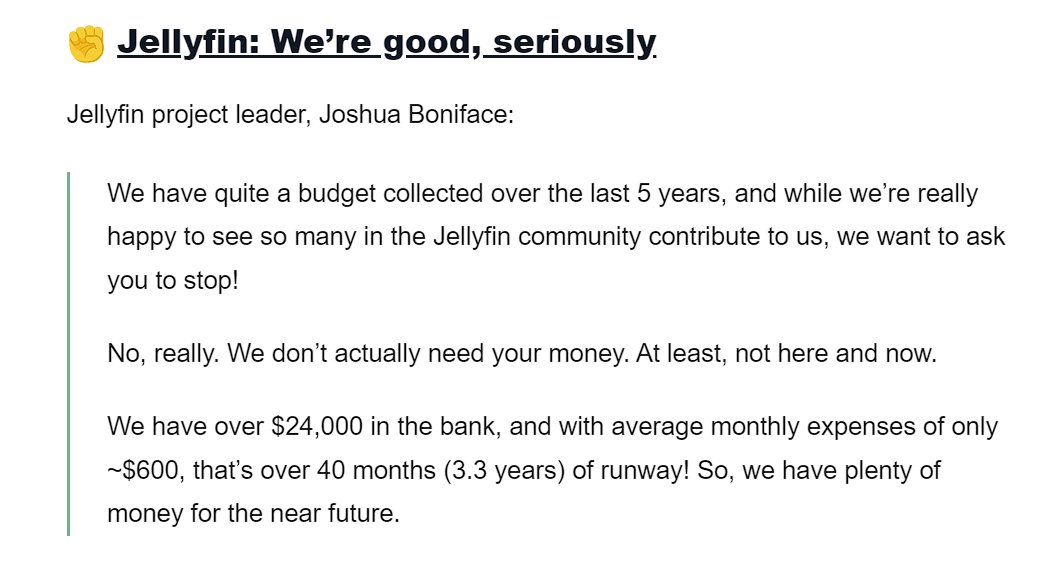 ✊ Jellyfin: We’re good, seriously
Jellyfin project leader, Joshua Boniface:
We have quite a budget collected over the last 5 years, and while we’re really
happy to see so many in the Jellyfin community contribute to us, we want to ask
you to stop!
No, really. We don’t actually need your money. At least, not here and now.
We have over $24,000 in the bank, and with average monthly expenses of only
~$600, that’s over 40 months (3.3 years) of runway! So, we have plenty of
money for the near future.